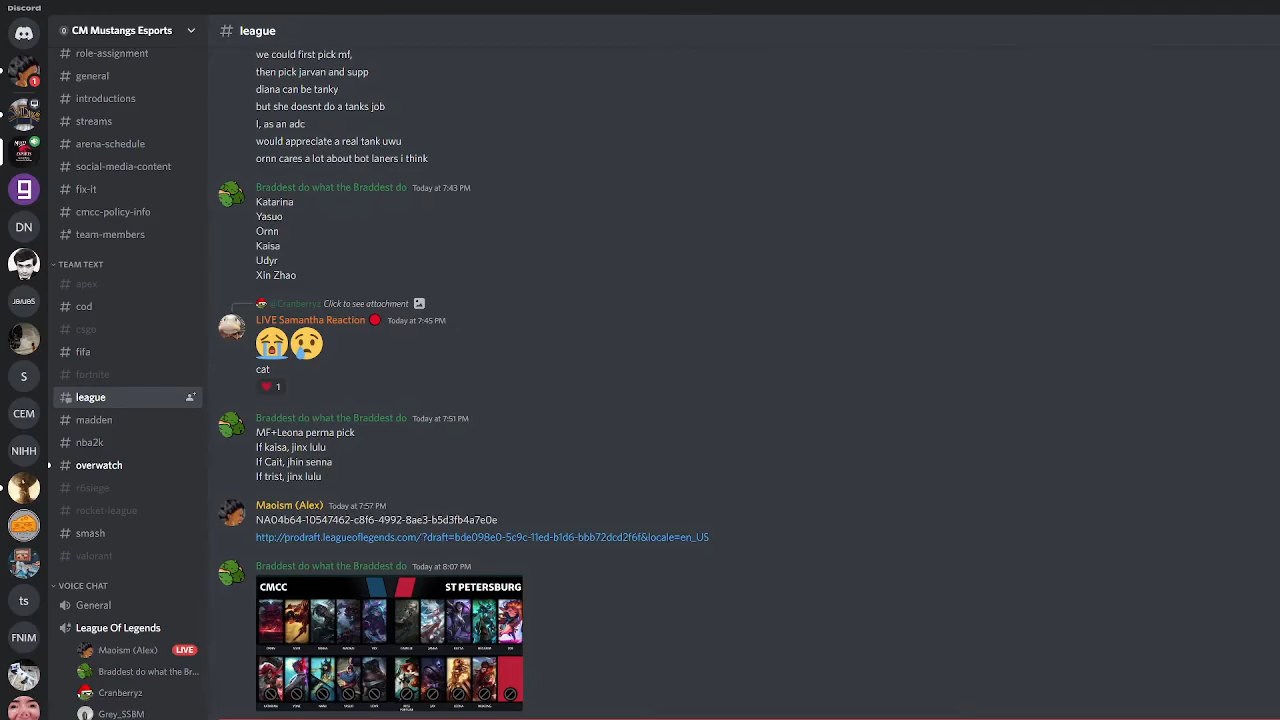 Discord
CM Mustangs Esports
role-assignment
general
introductions
streams
arena-schedule
social-media-content
fix-it
cmcc-policy-info
team-members
TEAM TEXT
apex
cod
csgo
fifa
fortnite
league
madden
nba2k
overwatch
r6siege
rocket-league
smash
valorant
VOICE CHAT
General
League Of Legends
Maoism (Alex) LIVE
Braddest do what the Br...
Cranberryz
Grey_SSBM
1
DN
S
CEM
NIHH
ts
FNIM
# league
we could first pick mf,
then pick jarvan and supp
diana can be tanky
but she doesnt do a tanks job
I, as an adc
would appreciate a real tank uwu
ornn cares a lot about bot laners i think
Braddest do what the Braddest do Today at 7:43 PM
Katarina
Yasuo
Ornn
Kaisa
Udyr
Xin Zhao
@Cranberryz Click to see attachment
LIVE Samantha Reaction Today at 7:45 PM
cat
1
Braddest do what the Braddest do Today at 7:51 PM
MF+Leona perma pick
If kaisa, jinx lulu
If Cait, jhin senna
If trist, jinx lulu
Maoism (Alex) Today at 7:57 PM
NA04b64-10547462-c8f6-4992-8ae3-b5d3fb4a7e0e
http://prodraft.leagueoflegends.com/?draft=bde098e0-5c9c-11ed-b1d6-bbb72dcd2f6f&locale=en_US
Braddest do what the Braddest do Today at 8:07 PM
CMCC ST PETERSBURG